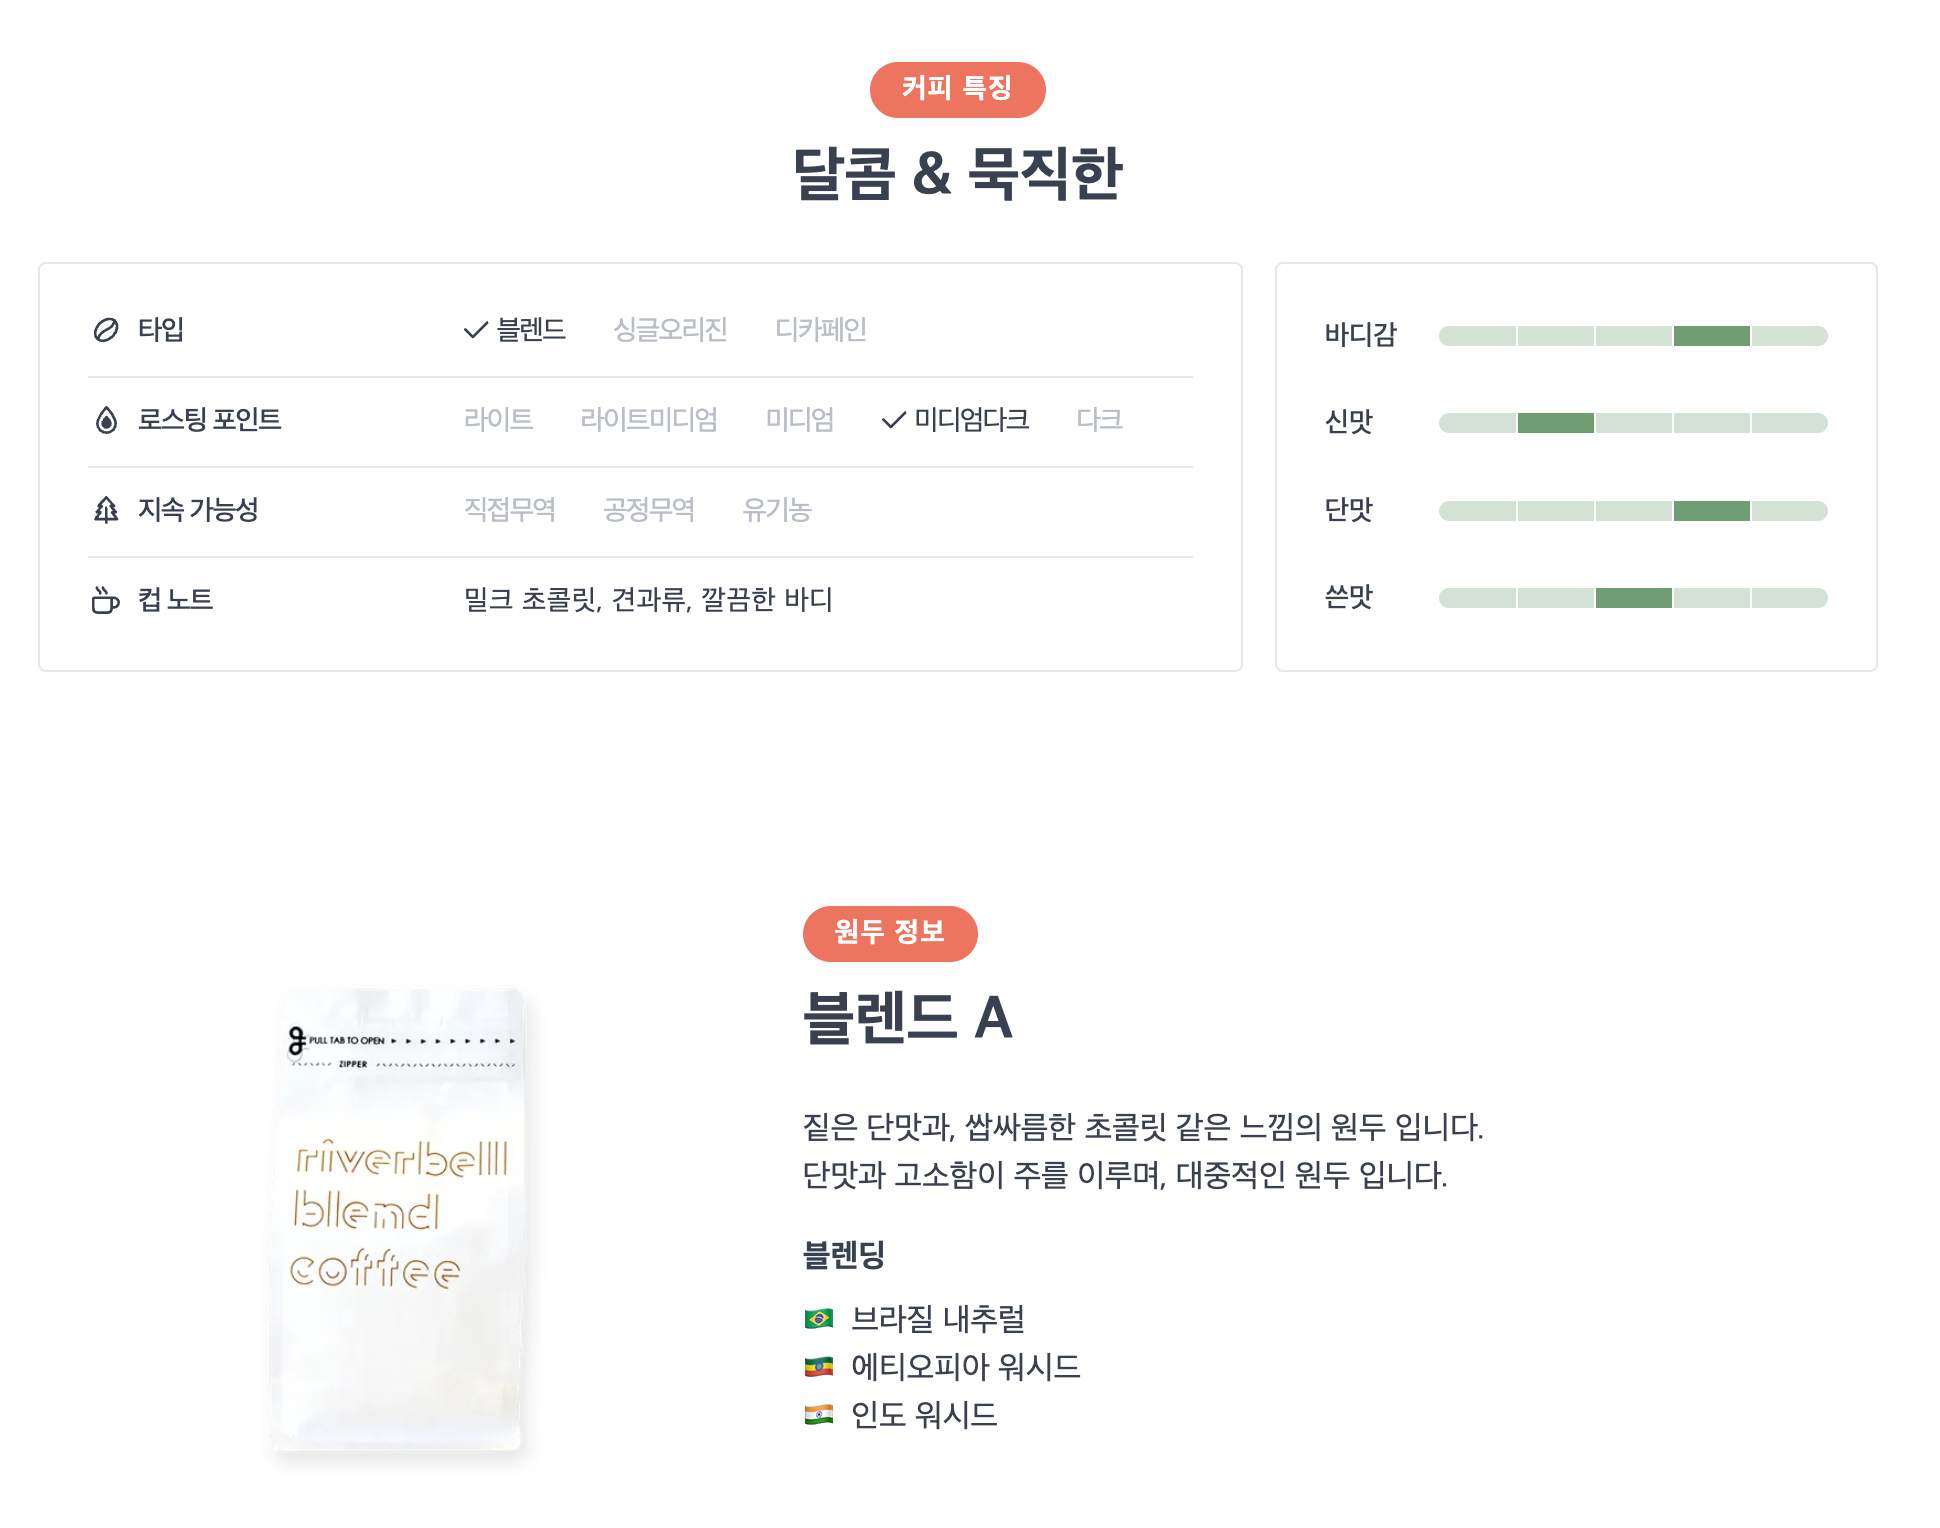 커피 특징
달콤 & 묵직한
타입 블렌드 싱글오리진 디카페인
로스팅 포인트 라이트 라이트미디엄 미디엄 미디엄다크 다크
지속 가능성 직접무역 공정무역 유기농
컵 노트 밀크 초콜릿, 견과류, 깔끔한 바디
바디감
신맛
단맛
쓴맛
PULL TAB TO OPEN
ZIPPER
riverbell
blend
coffee
원두 정보
블렌드 A
짙은 단맛과, 쌉싸름한 초콜릿 같은 느낌의 원두 입니다.
단맛과 고소함이 주를 이루며, 대중적인 원두 입니다.
블렌딩
브라질 내추럴
에티오피아 워시드
인도 워시드